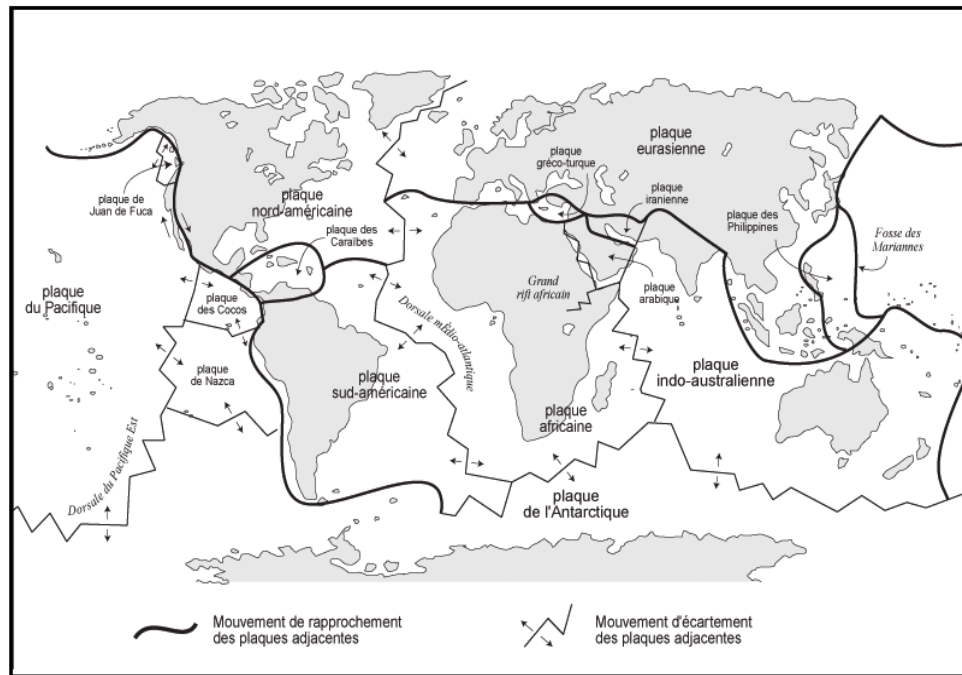 plaque
eurasienne
plaque
gréco-turque
plaque
iranienne
plaque de
Juan de Fuca
plaque
nord-américaine
plaque des
Caraïbes
plaque des
Philippines
Fosse des
Mariannes
plaque
du Pacifique
plaque
des Cocos
Grand
rift africain
plaque
arabique
Dorsale médio-atlantique
plaque
de Nazca
plaque
sud-américaine
plaque
indo-australienne
plaque
africaine
Dorsale du Pacifique Est
plaque
de l'Antarctique
Mouvement de rapprochement
des plaques adjacentes
Mouvement d'écartement
des plaques adjacentes